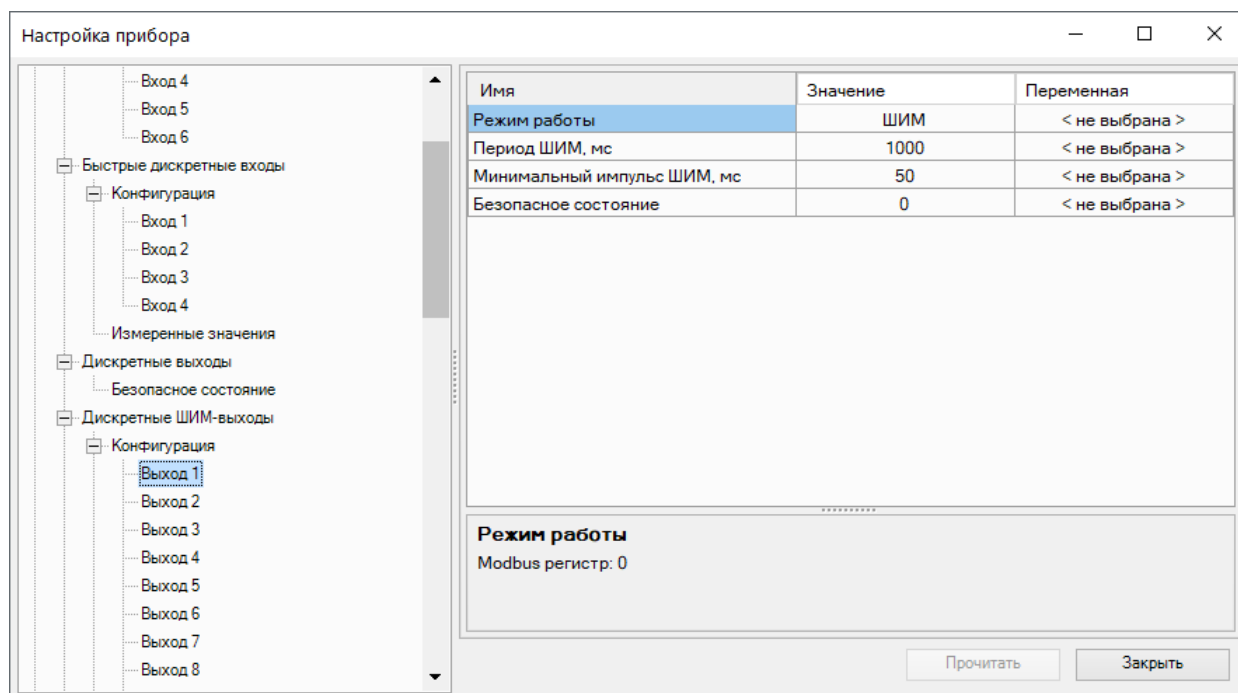 Настройка прибора
Вход 4
Вход 5
Вход 6
Быстрые дискретные входы
Конфигурация
Вход 1
Вход 2
Вход 3
Вход 4
Измеренные значения
Дискретные выходы
Безопасное состояние
Дискретные ШИМ-выходы
Конфигурация
Выход 1
Выход 2
Выход 3
Выход 4
Выход 5
Выход 6
Выход 7
Выход 8
Имя Значение Переменная
Режим работы ШИМ < не выбрана >
Период ШИМ, мс 1000 < не выбрана >
Минимальный импульс ШИМ, мс 50 < не выбрана >
Безопасное состояние 0 < не выбрана >
Режим работы
Modbus регистр: 0
Прочитать Закрыть